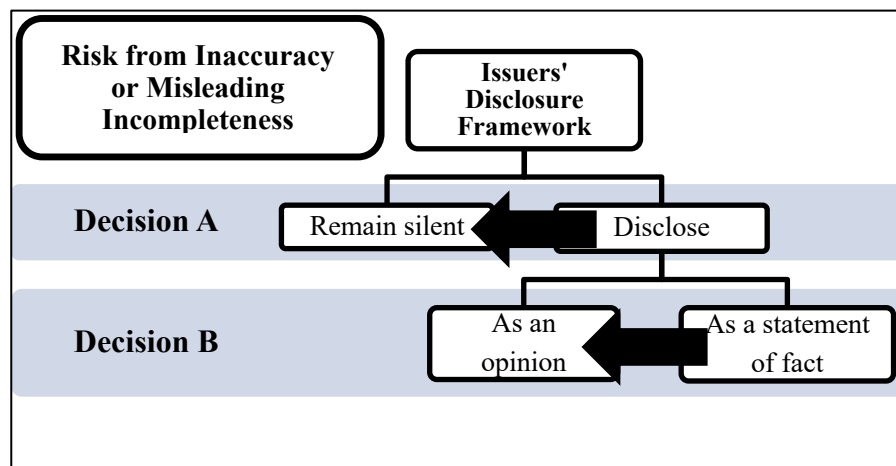 Risk from Inaccuracy
or Misleading
Incompleteness
Issuers'
Disclosure
Framework
Decision A
Remain silent
Disclose
Decision B
As an
opinion
As a statement
of fact